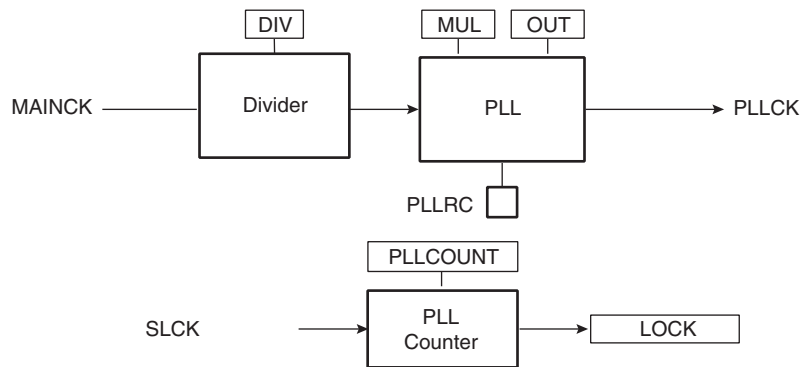 DIV
MUL
OUT
MAINCK
Divider
PLL
PLLCK
PLLRC
PLLCOUNT
SLCK
PLL
Counter
LOCK